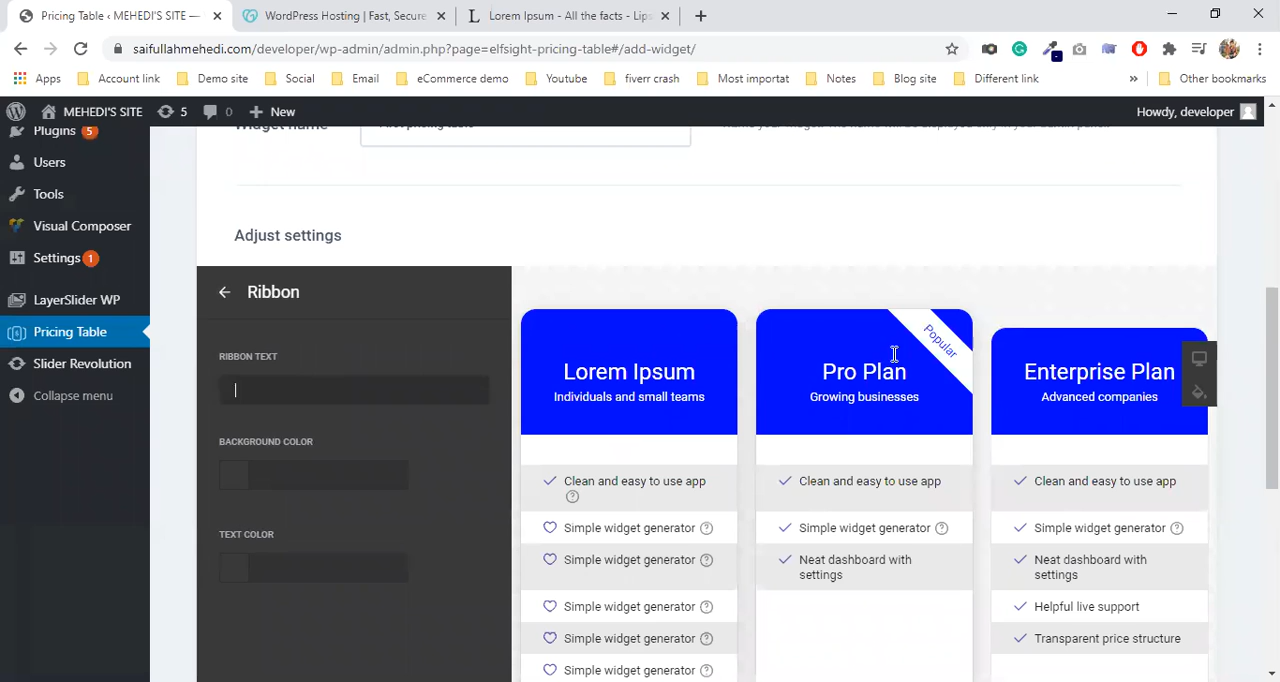 Pricing Table ‹ MEHEDI'S SITE —
WordPress Hosting | Fast, Secure
Lorem Ipsum - All the facts - Lips
saifullahmehedi.com/developer/wp-admin/admin.php?page=elfsight-pricing-table#/add-widget/
Apps
Account link
Demo site
Social
Email
eCommerce demo
Youtube
fiverr crash
Most importat
Notes
Blog site
Different link
»
Other bookmarks
MEHEDI'S SITE
5
0
New
Howdy, developer
Plugins 5
Users
Tools
Visual Composer
Settings 1
LayerSlider WP
Pricing Table
Slider Revolution
Collapse menu
Widget name
Adjust settings
Ribbon
RIBBON TEXT
BACKGROUND COLOR
TEXT COLOR
Lorem Ipsum
Individuals and small teams
Clean and easy to use app
Simple widget generator
Simple widget generator
Simple widget generator
Simple widget generator
Simple widget generator
Popular
Pro Plan
Growing businesses
Clean and easy to use app
Simple widget generator
Neat dashboard with
settings
Enterprise Plan
Advanced companies
Clean and easy to use app
Simple widget generator
Neat dashboard with
settings
Helpful live support
Transparent price structure